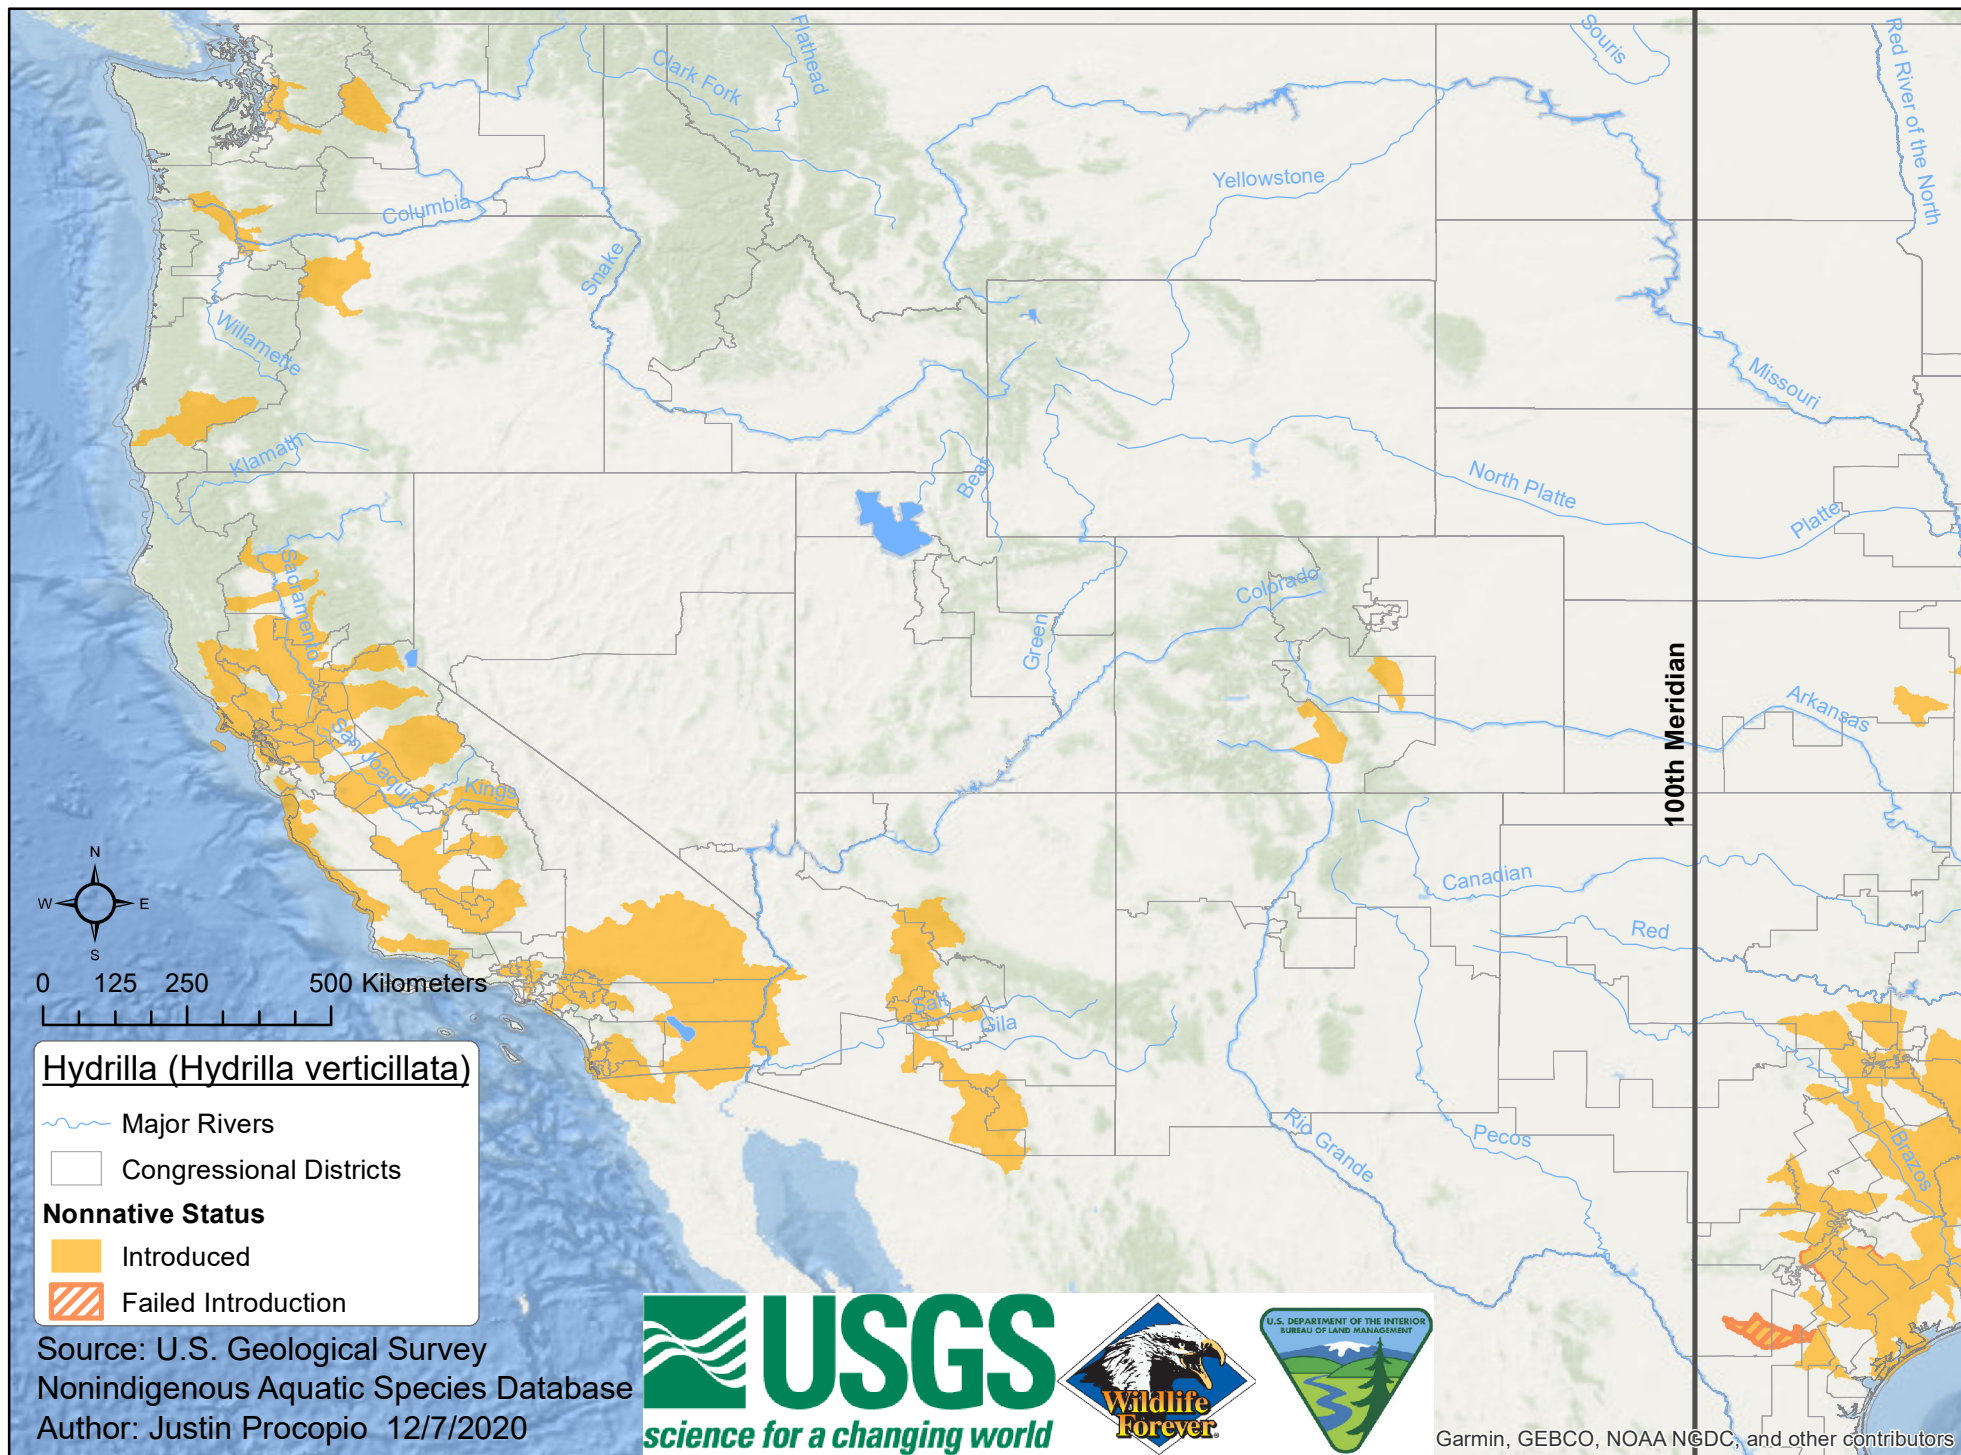 Flathead
Clark Fork
Souris
Red River of the North
Yellowstone
Columbia
Snake
Willamette
Missouri
Klamath
Bear
North Platte
Platte
Sacramento
Colorado
Green
100th Meridian
Arkansas
San Joaquin
Kings
Canadian
Red
Salt
Gila
Rio Grande
Pecos
Brazos
N
W E
S
0 125 250 500 Kilometers
Hydrilla (Hydrilla verticillata)
Major Rivers
Congressional Districts
Nonnative Status
Introduced
Failed Introduction
Source: U.S. Geological Survey
Nonindigenous Aquatic Species Database
Author: Justin Procopio 12/7/2020
USGS
science for a changing world
Wildlife
Forever
U.S. DEPARTMENT OF THE INTERIOR
BUREAU OF LAND MANAGEMENT
Garmin, GEBCO, NOAA NGDC, and other contributors